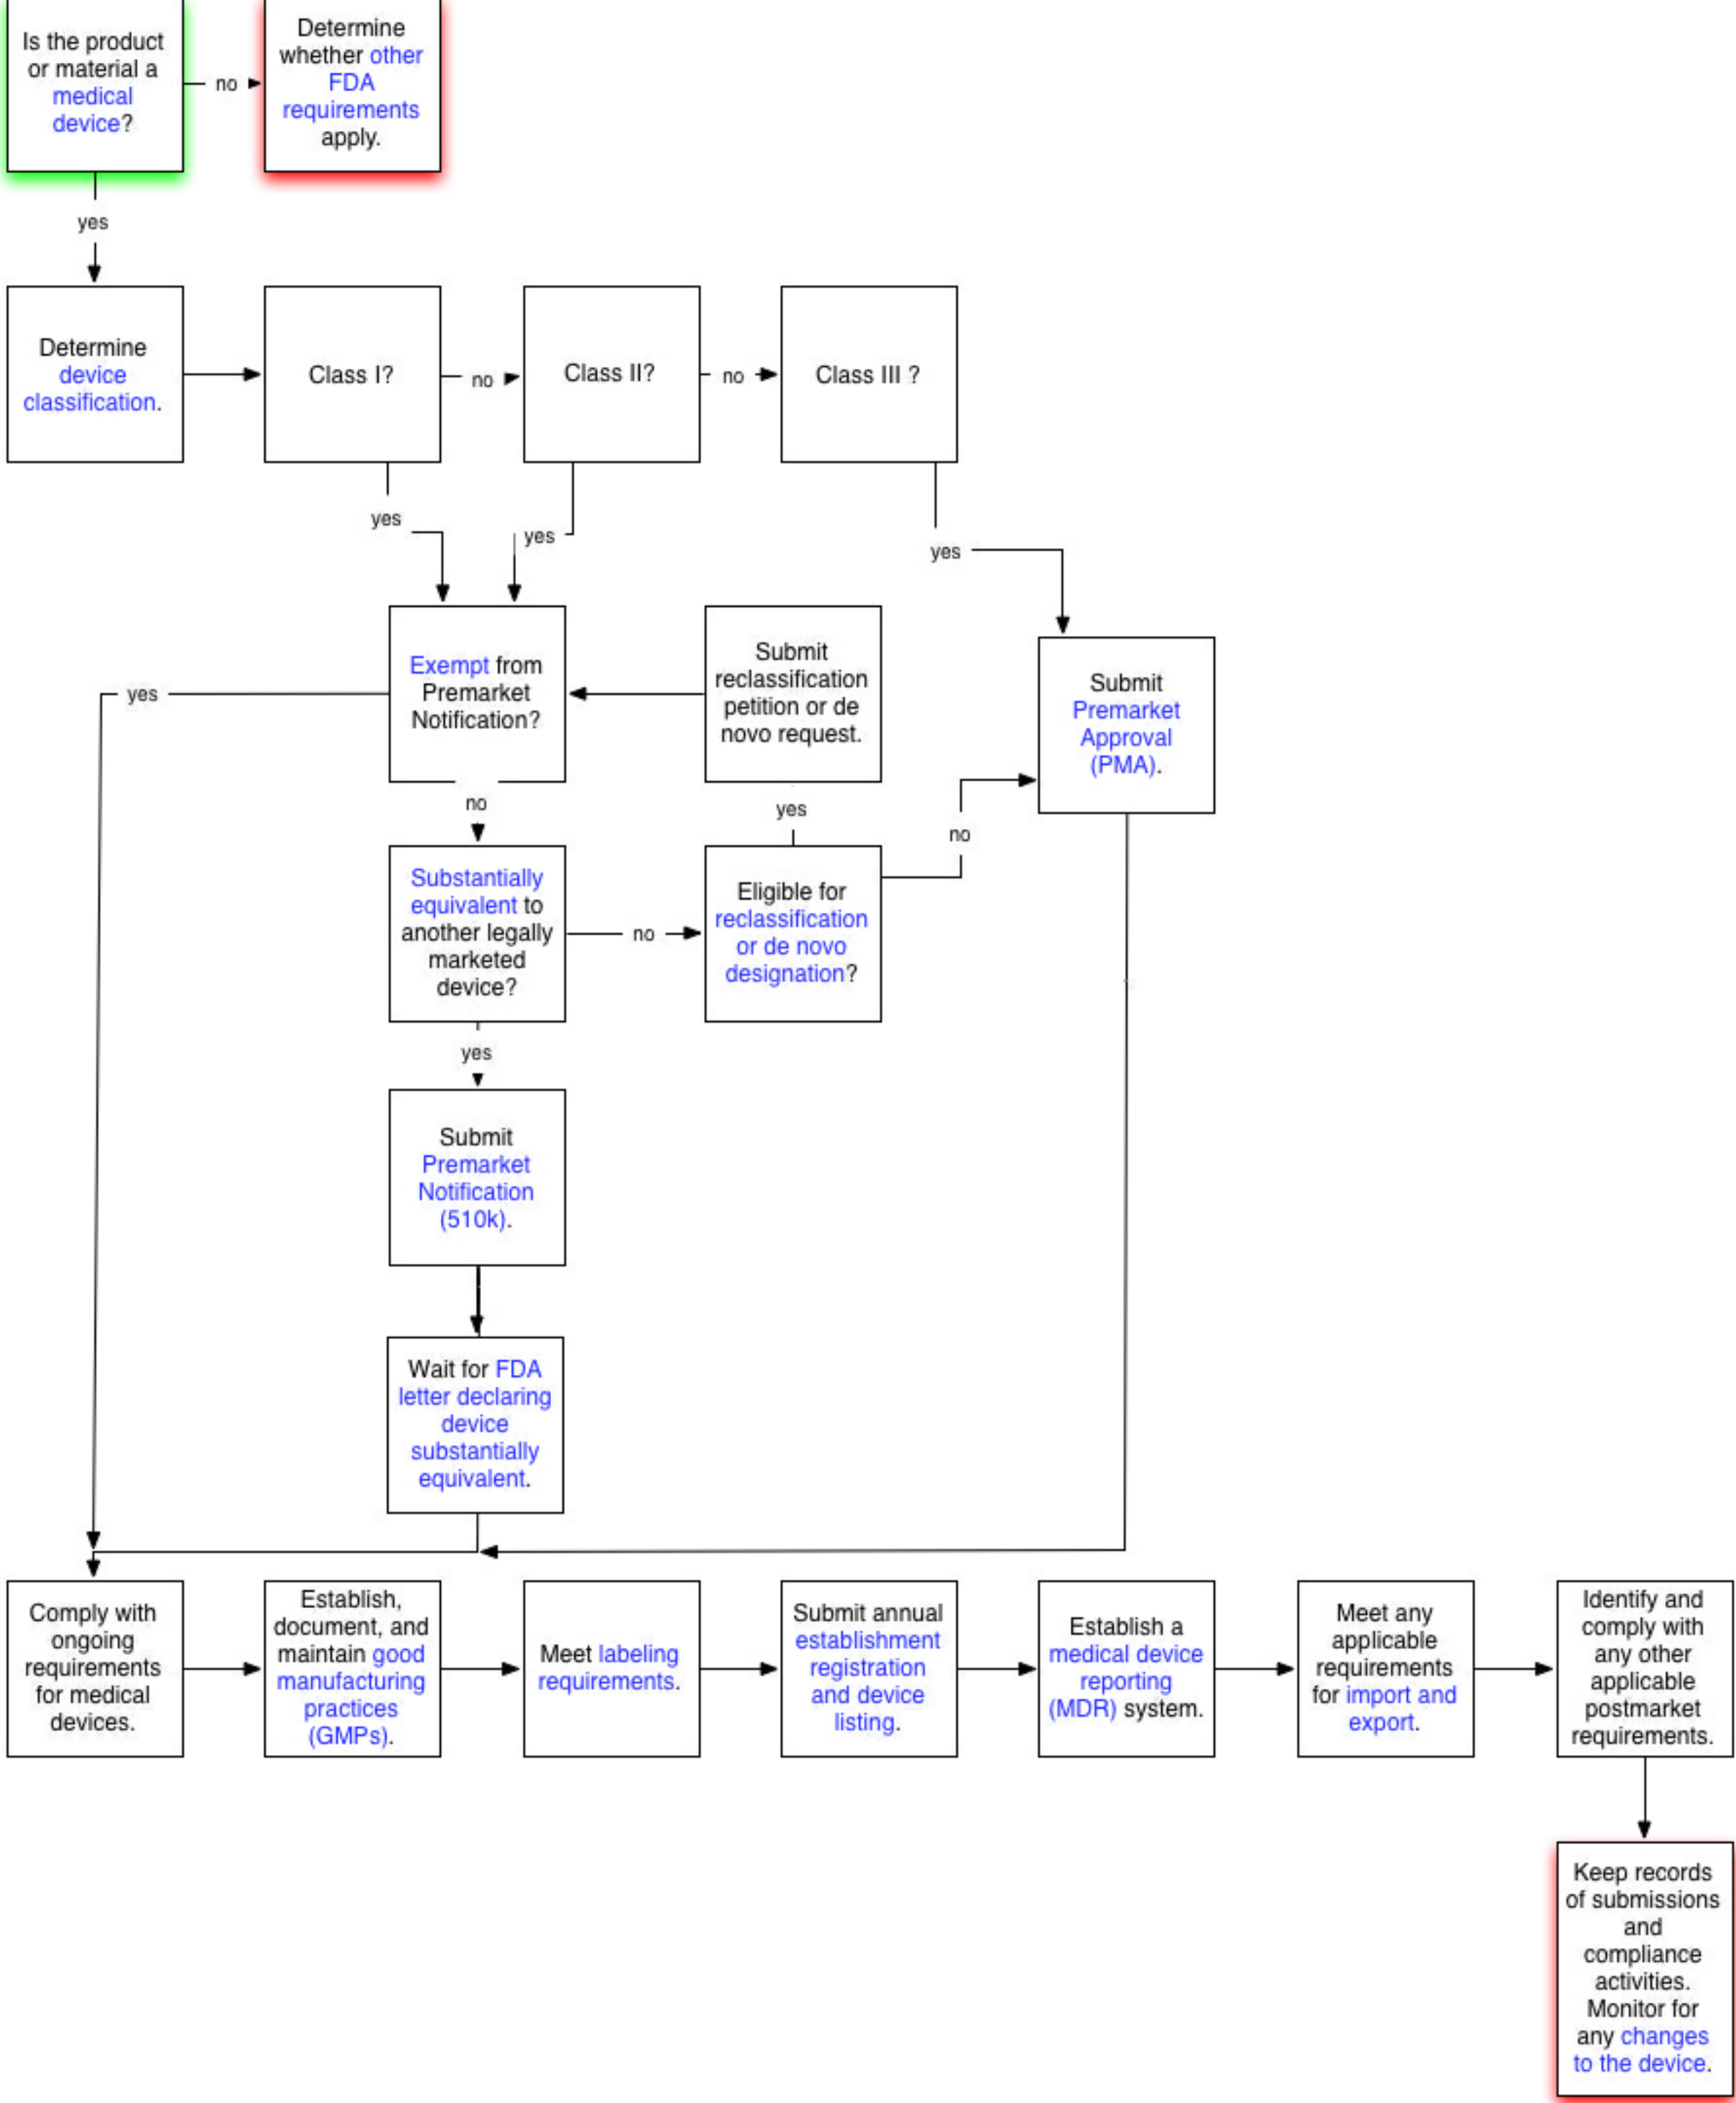 Is the product
or material a
medical
device?
no
Determine
whether other
FDA
requirements
apply.
yes
Determine
device
classification.
Class I?
no
Class II?
no
Class III ?
yes
yes
yes
Exempt from
Premarket
Notification?
Submit
reclassification
petition or de
novo request.
Submit
Premarket
Approval
(PMA).
yes
no
yes
no
Substantially
equivalent to
another legally
marketed
device?
no
Eligible for
reclassification
or de novo
designation?
yes
Submit
Premarket
Notification
(510k).
Wait for FDA
letter declaring
device
substantially
equivalent.
Comply with
ongoing
requirements
for medical
devices.
Establish,
document, and
maintain good
manufacturing
practices
(GMPs).
Meet labeling
requirements.
Submit annual
establishment
registration
and device
listing.
Establish a
medical device
reporting
(MDR) system.
Meet any
applicable
requirements
for import and
export.
Identify and
comply with
any other
applicable
postmarket
requirements.
Keep records
of submissions
and
compliance
activities.
Monitor for
any changes
to the device.